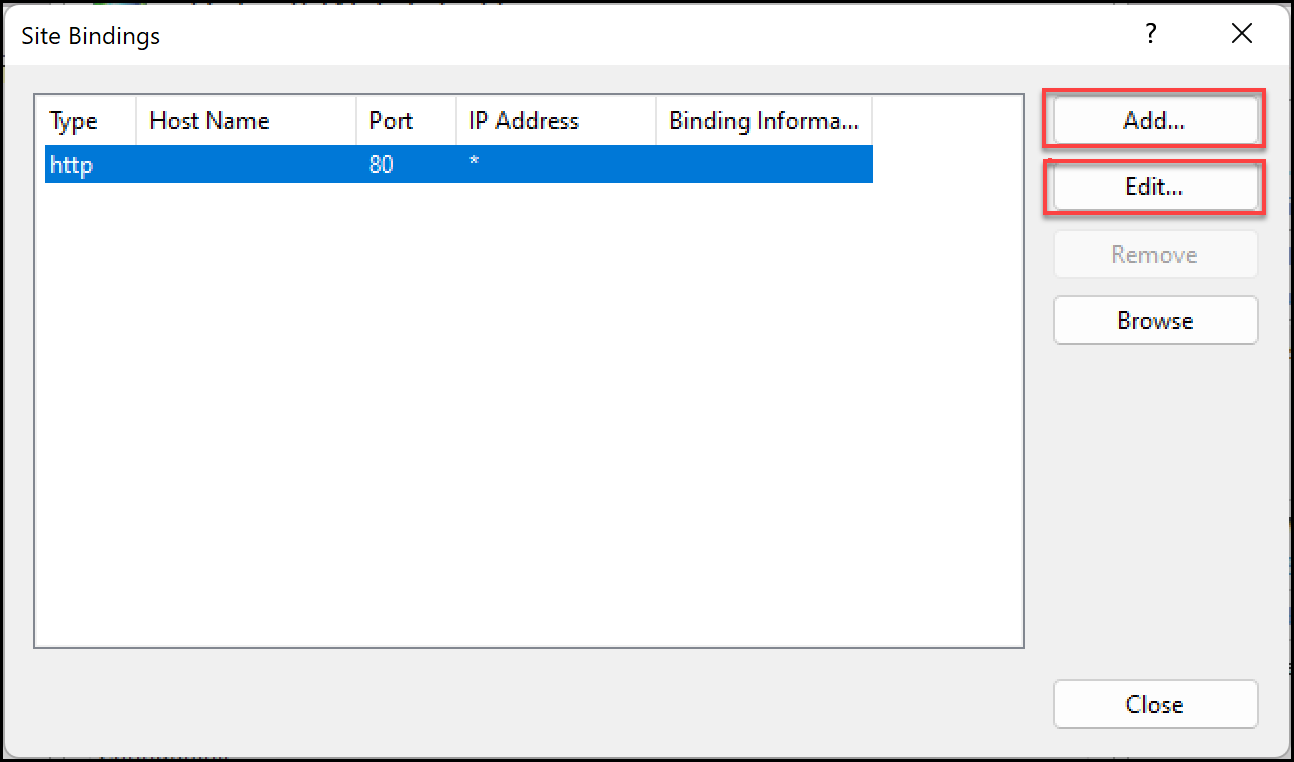 Site Bindings ?
Type Host Name Port IP Address Binding Informa...
http 80 *
Add...
Edit...
Remove
Browse
Close